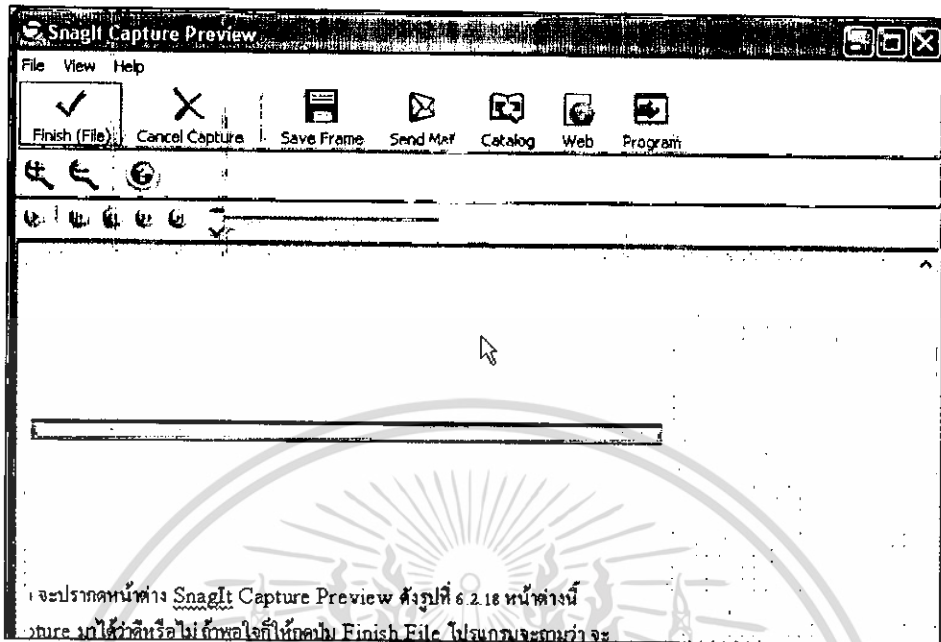 SnagIt Capture Preview
File View Help
Finish (File) Cancel Capture Save Frame Send Mail Catalog Web Program
จะปรากฏหน้าต่าง SnagIt Capture Preview ดังรูปที่ 6.2.18 หน้าต่างนี้
pture มาได้ว่าดีหรือไม่ ถ้าพอใจก็ให้กดปุ่ม Finish File โปรแกรมจะถามว่า จะ